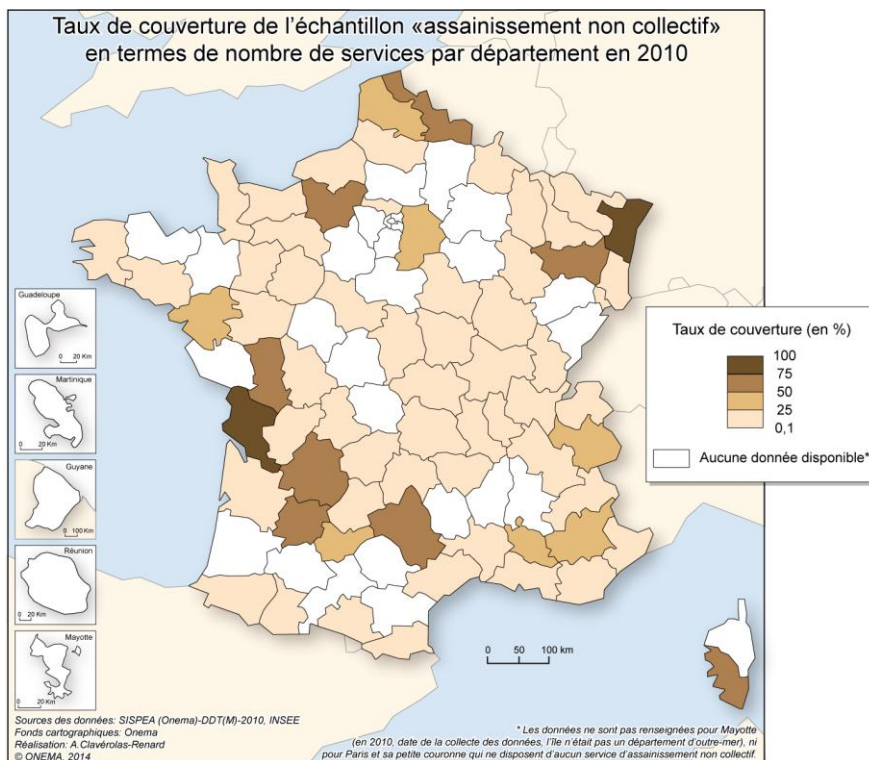 Taux de couverture de l'échantillon «assainissement non collectif»
en termes de nombre de services par département en 2010
Guadeloupe
0 20 Km
Martinique
0 20 Km
Guyane
0 100 Km
Réunion
0 20 Km
Mayotte
0 20 Km
Taux de couverture (en %)
100
75
50
25
0,1
Aucune donnée disponible*
0 50 100 km
Sources des données: SISPEA (Onema)-DDT(M)-2010, INSEE
Fonds cartographiques: Onema
Réalisation : A.Clavérolas-Renard
© ONEMA, 2014
* Les données ne sont pas renseignées pour Mayotte
(en 2010, date de la collecte des données, l'île n'était pas un département d'outre-mer), ni
pour Paris et sa petite couronne qui ne disposent d'aucun service d'assainissement non collectif.